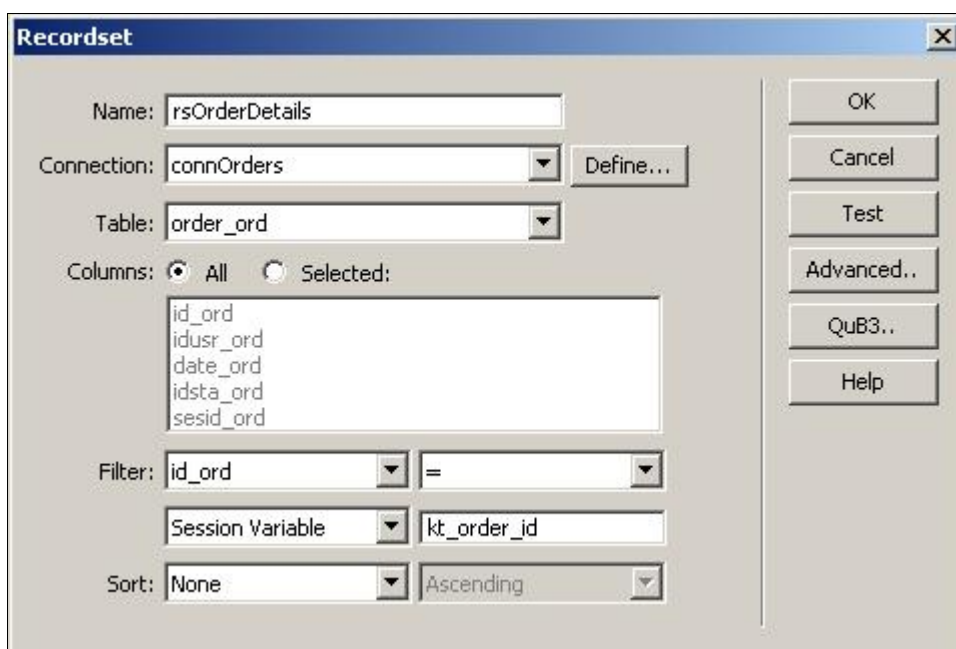 Recordset
Name: rsOrderDetails
Connection: connOrders Define...
Table: order_ord
Columns: All Selected:
id_ord
idusr_ord
date_ord
idsta_ord
sesid_ord
Filter: id_ord =
Session Variable kt_order_id
Sort: None Ascending
OK
Cancel
Test
Advanced..
QuB3..
Help